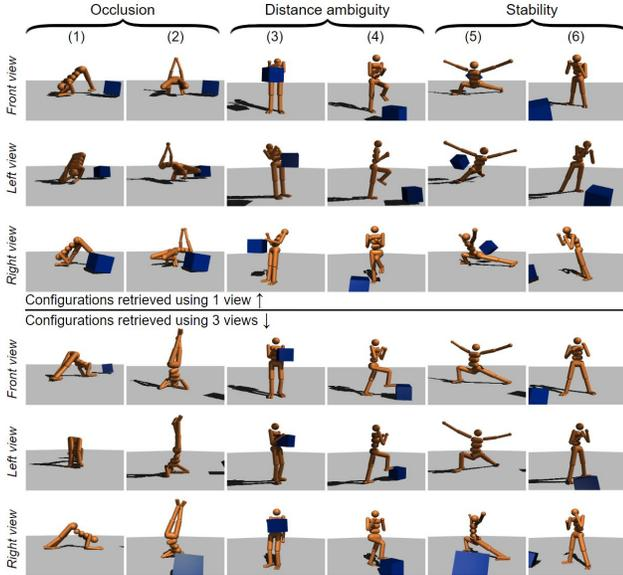 Occlusion Distance ambiguity Stability
(1) (2) (3) (4) (5) (6)
Front view
Left view
Right view
Configurations retrieved using 1 view ↑
Configurations retrieved using 3 views ↓
Front view
Left view
Right view